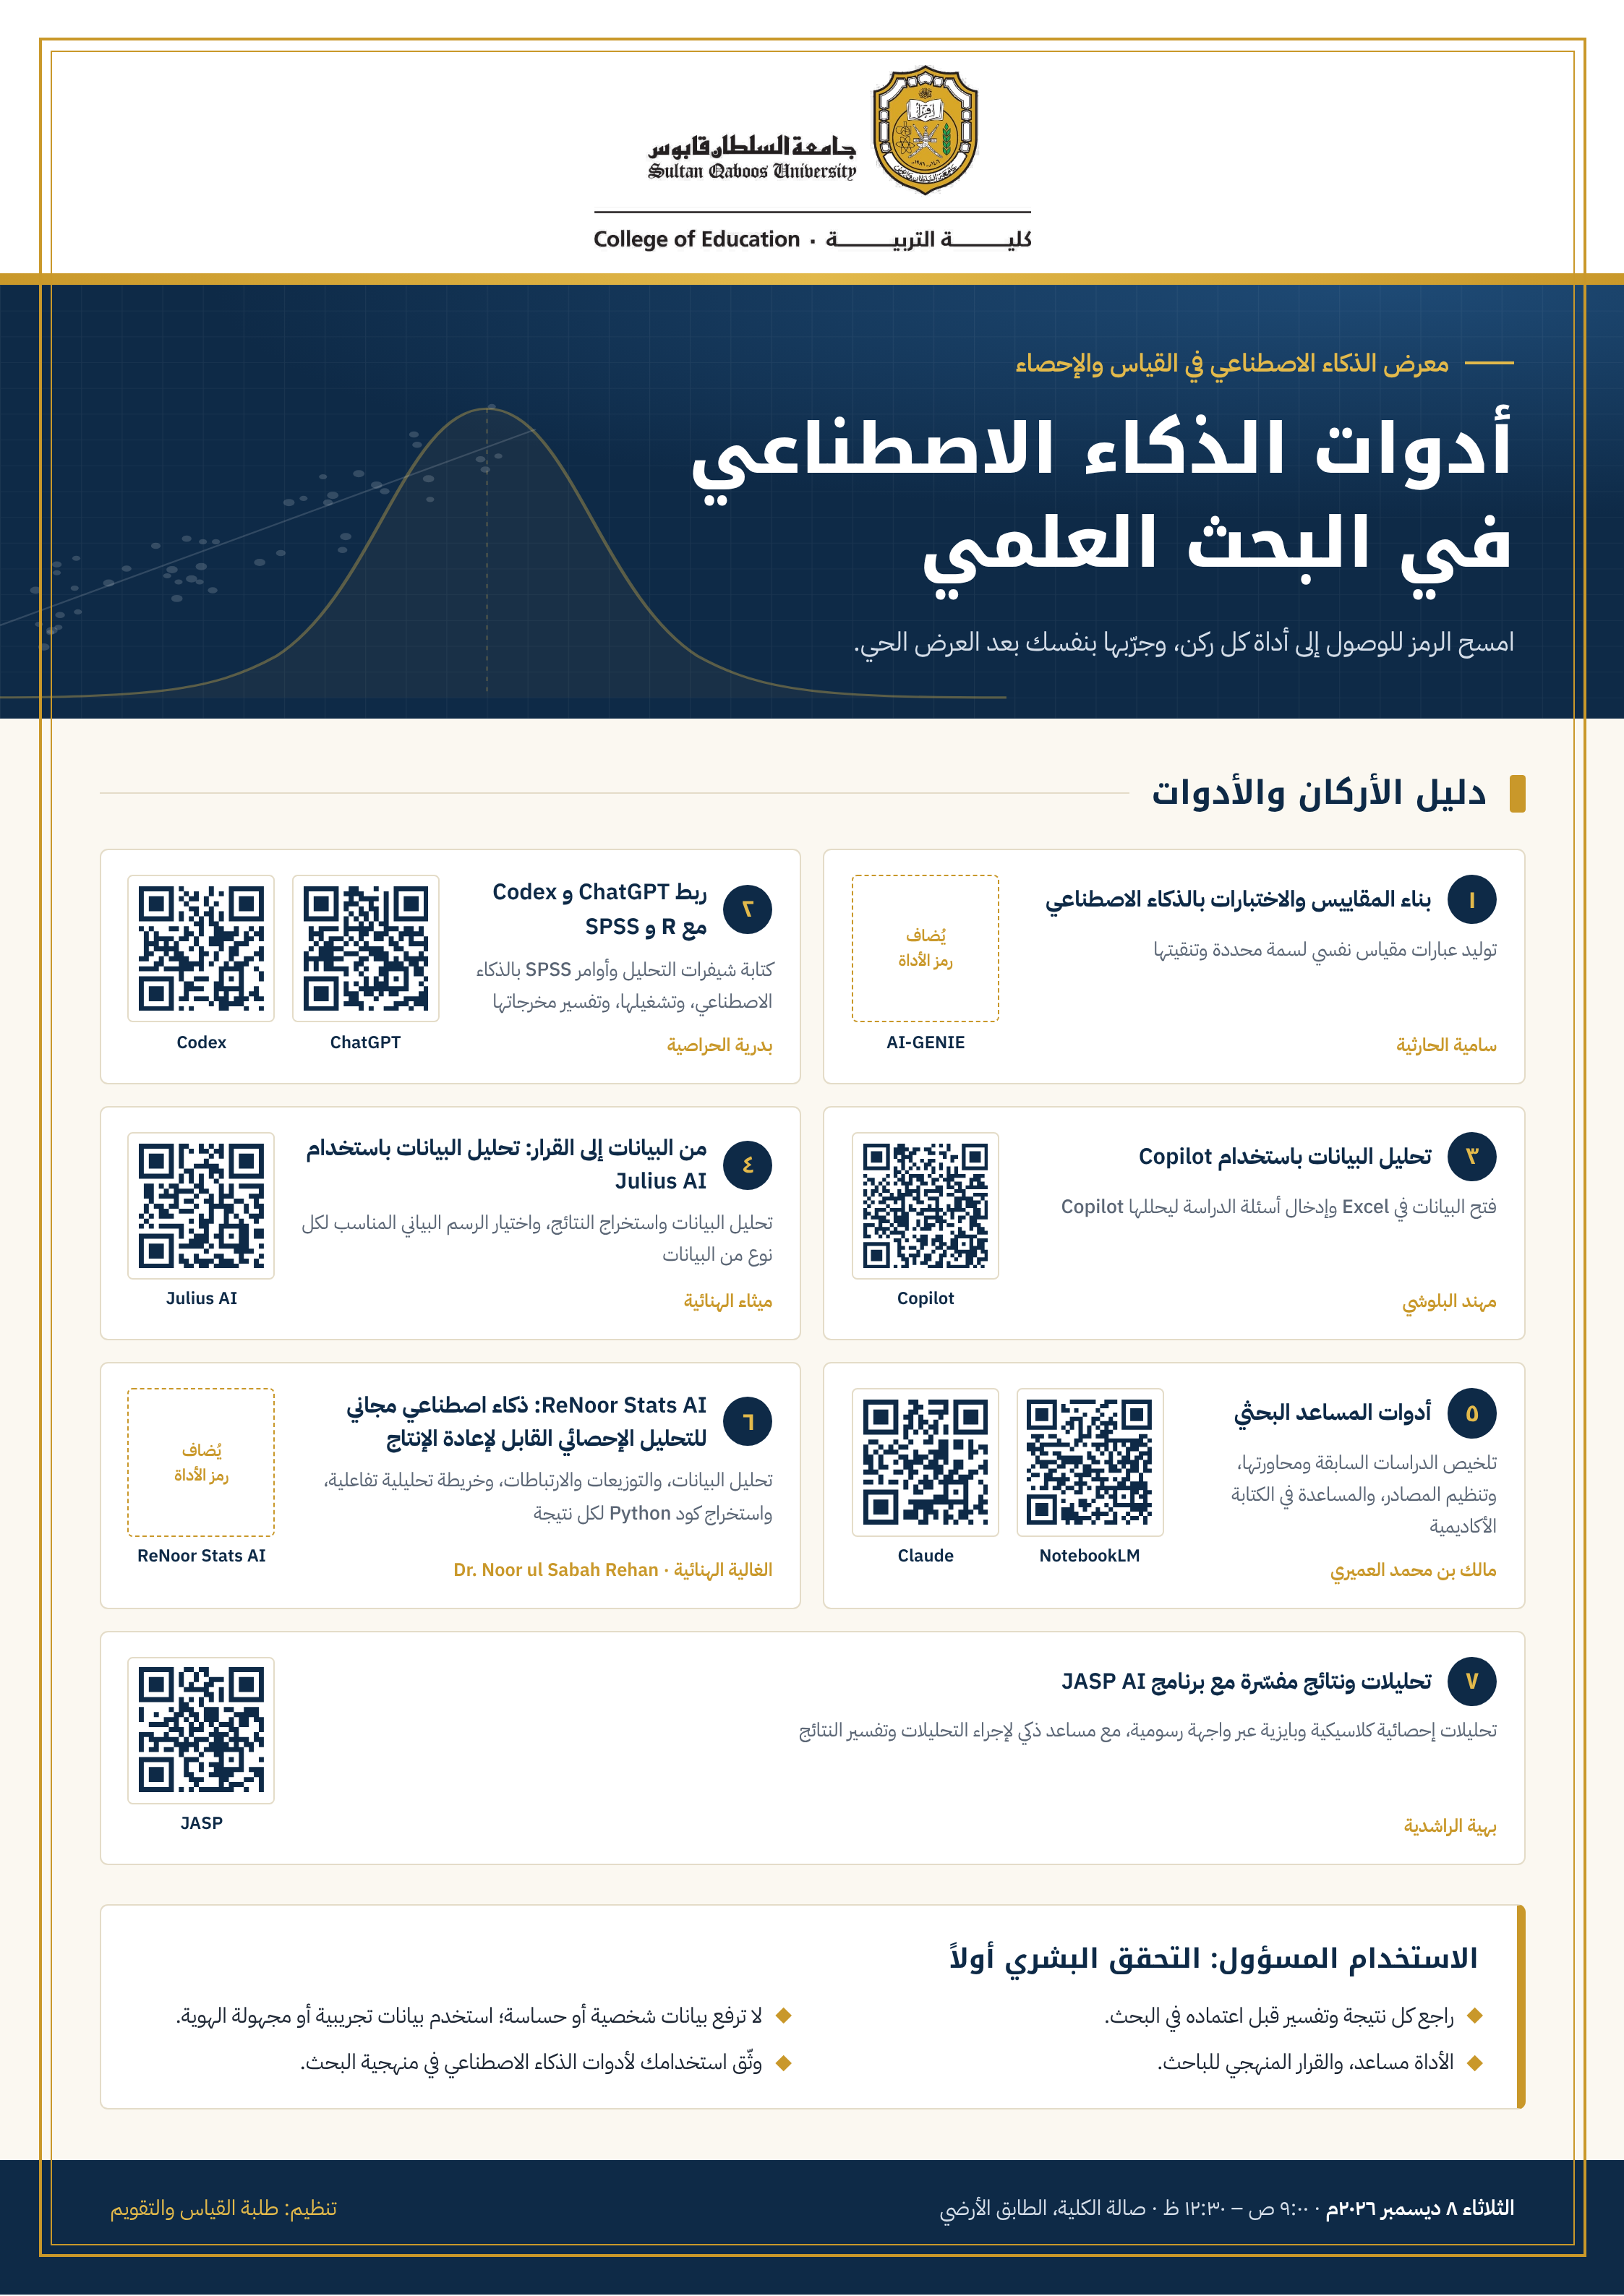 جامعة السلطان قابوس
Sultan Qaboos University
كليـــــة التربيـــــة · College of Education
معرض الذكاء الاصطناعي في القياس والإحصاء
أدوات الذكاء الاصطناعي
في البحث العلمي
امسح الرمز للوصول إلى أداة كل ركن، وجرّبها بنفسك بعد العرض الحي.
دليل الأركان والأدوات
١
بناء المقاييس والاختبارات بالذكاء الاصطناعي
توليد عبارات مقياس نفسي لسمة محددة وتنقيتها
سامية الحارثية
يُضاف
رمز الأداة
AI-GENIE
٢
ربط ChatGPT و Codex
مع R و SPSS
كتابة شيفرات التحليل وأوامر SPSS بالذكاء
الاصطناعي، وتشغيلها، وتفسير مخرجاتها
بدرية الحراصية
ChatGPT
Codex
٣
تحليل البيانات باستخدام Copilot
فتح البيانات في Excel وإدخال أسئلة الدراسة ليحللها Copilot
مهند البلوشي
Copilot
٤
من البيانات إلى القرار: تحليل البيانات باستخدام
Julius AI
تحليل البيانات واستخراج النتائج، واختيار الرسم البياني المناسب لكل
نوع من البيانات
ميثاء الهنائية
Julius AI
٥
أدوات المساعد البحثي
تلخيص الدراسات السابقة ومحاورتها،
وتنظيم المصادر، والمساعدة في الكتابة
الأكاديمية
مالك بن محمد العميري
NotebookLM
Claude
٦
ReNoor Stats AI: ذكاء اصطناعي مجاني
للتحليل الإحصائي القابل لإعادة الإنتاج
تحليل البيانات، والتوزيعات والارتباطات، وخريطة تحليلية تفاعلية،
واستخراج كود Python لكل نتيجة
الغالية الهنائية · Dr. Noor ul Sabah Rehan
يُضاف
رمز الأداة
ReNoor Stats AI
٧
تحليلات ونتائج مفسّرة مع برنامج JASP AI
تحليلات إحصائية كلاسيكية وبايزية عبر واجهة رسومية، مع مساعد ذكي لإجراء التحليلات وتفسير النتائج
بهية الراشدية
JASP
الاستخدام المسؤول: التحقق البشري أولاً
راجع كل نتيجة وتفسير قبل اعتماده في البحث.
لا ترفع بيانات شخصية أو حساسة؛ استخدم بيانات تجريبية أو مجهولة الهوية.
الأداة مساعد، والقرار المنهجي للباحث.
وثّق استخدامك لأدوات الذكاء الاصطناعي في منهجية البحث.
الثلاثاء ٨ ديسمبر ٢٠٢٦م · ٩:٠٠ ص – ١٢:٣٠ ظ · صالة الكلية، الطابق الأرضي
تنظيم: طلبة القياس والتقويم